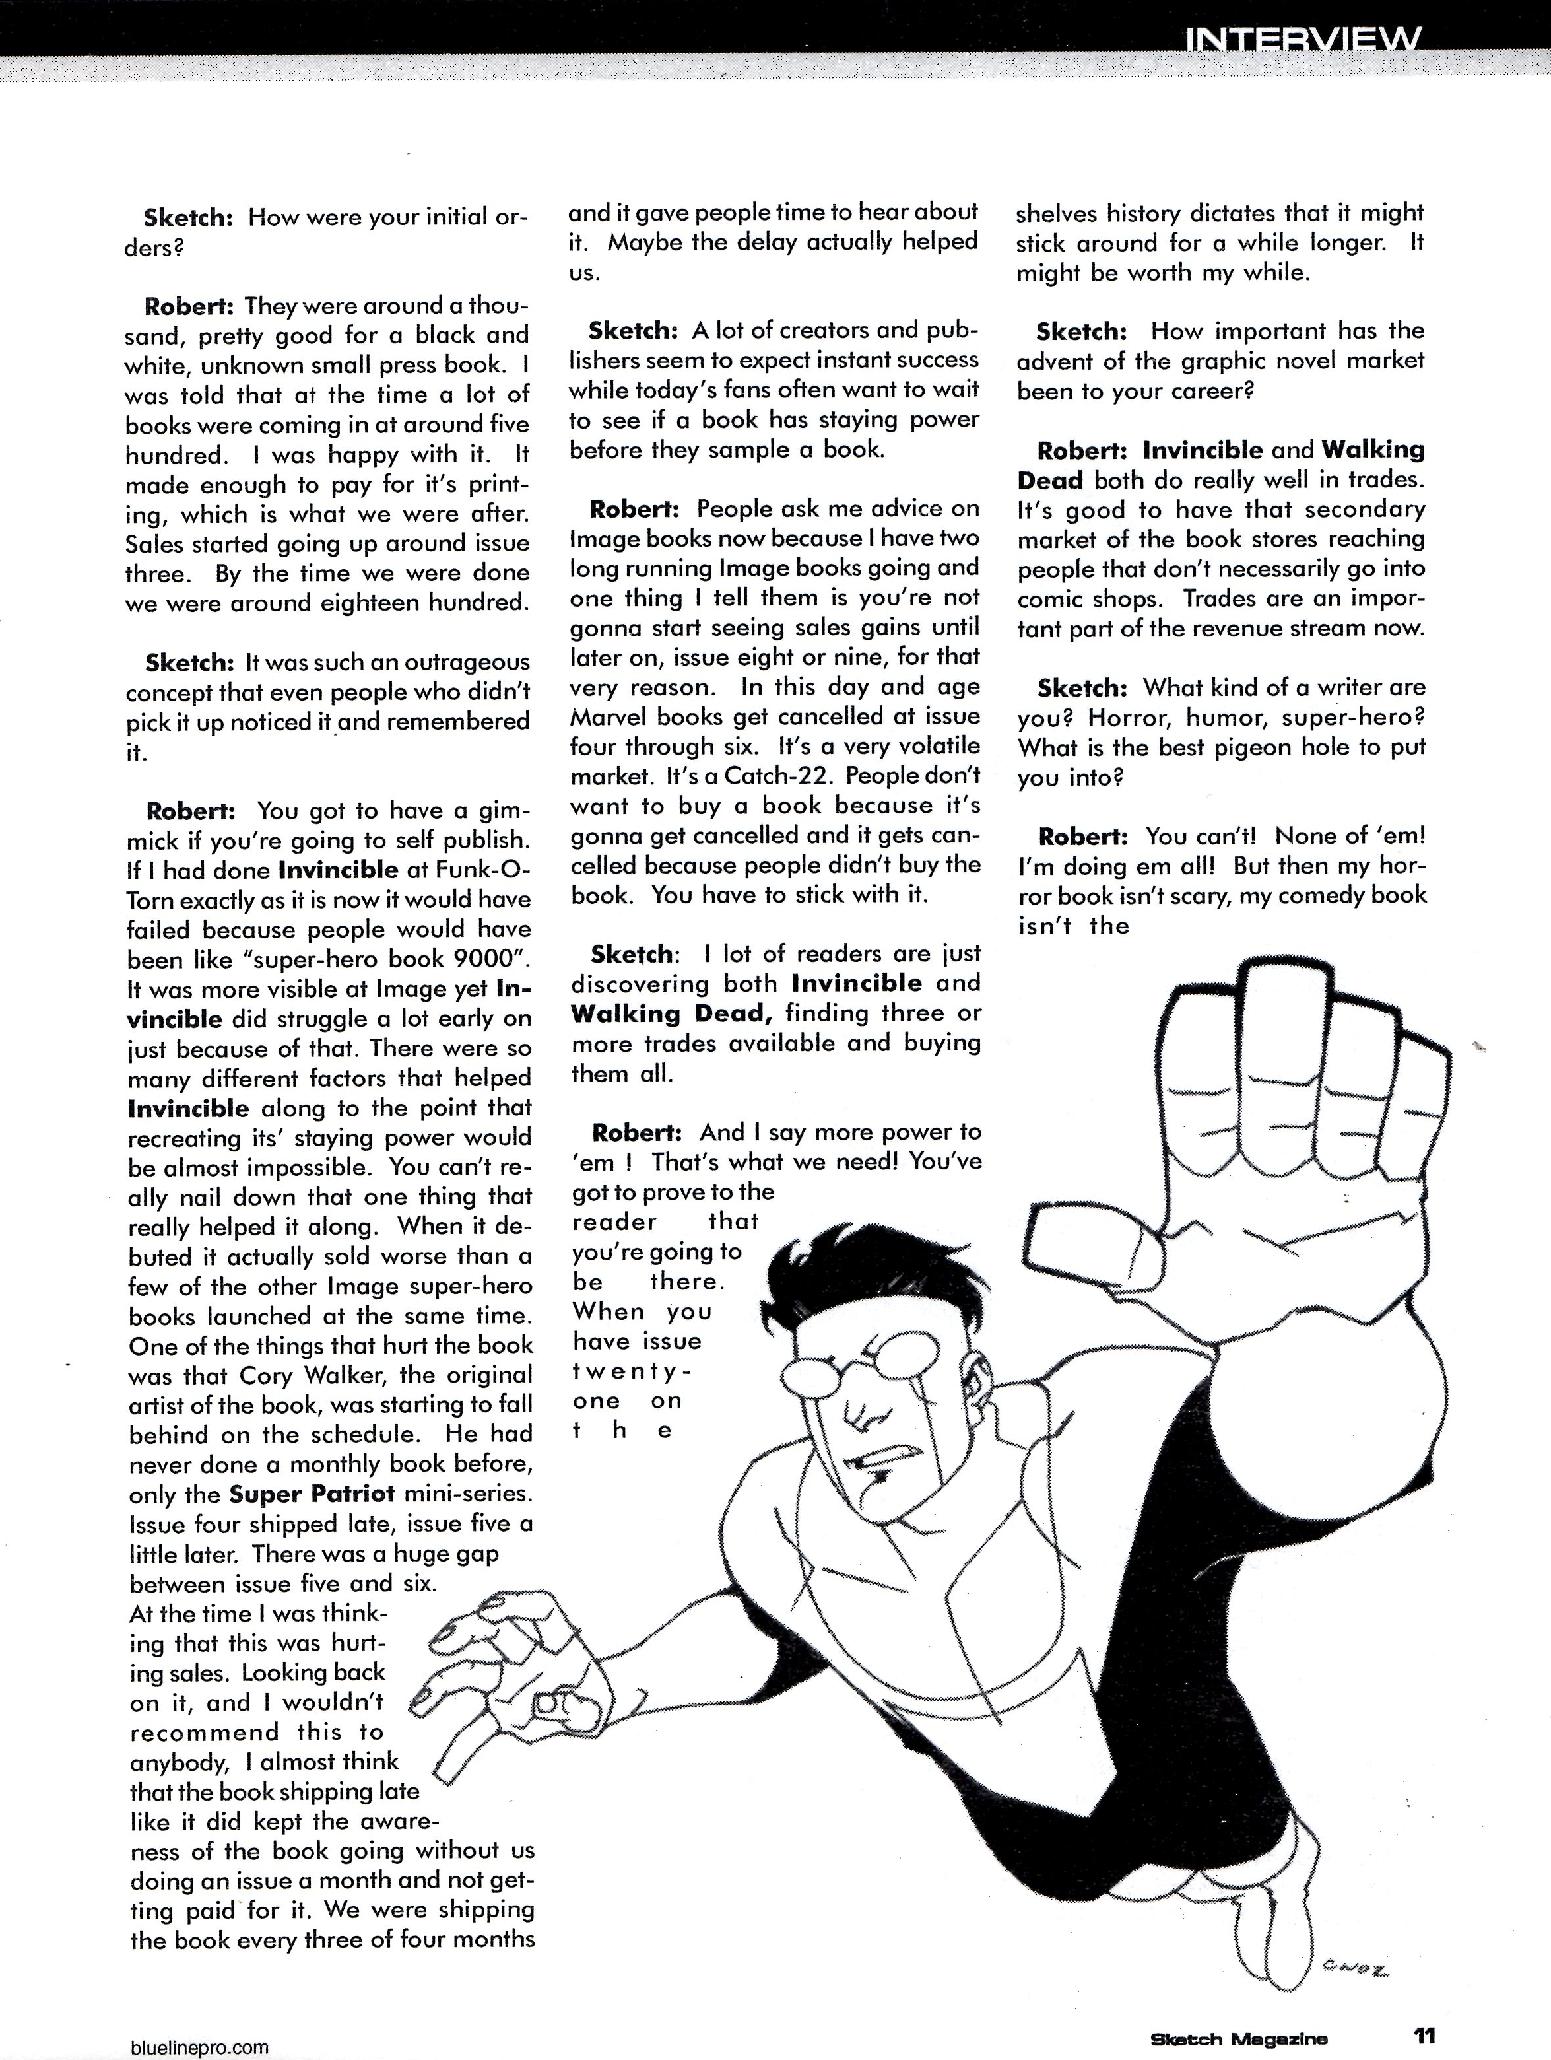 INTERVIEW
Sketch: How were your initial or-
ders?
Robert: They were around a thou-
sand, pretty good for a black and
white, unknown small press book. I
was told that at the time a lot of
books were coming in at around five
hundred. I was happy with it. It
made enough to pay for it's print-
ing, which is what we were after.
Sales started going up around issue
three. By the time we were done
we were around eighteen hundred.
Sketch: It was such an outrageous
concept that even people who didn't
pick it up noticed it and remembered
it.
Robert: You got to have a gim-
mick if you're going to self publish.
If I had done Invincible at Funk-O-
Torn exactly as it is now it would have
failed because people would have
been like "super-hero book 9000".
It was more visible at Image yet In-
vincible did struggle a lot early on
just because of that. There were so
many different factors that helped
Invincible along to the point that
recreating its' staying power would
be almost impossible. You can't re-
ally nail down that one thing that
really helped it along. When it de-
buted it actually sold worse than a
few of the other Image super-hero
books launched at the same time.
One of the things that hurt the book
was that Cory Walker, the original
artist of the book, was starting to fall
behind on the schedule. He had
never done a monthly book before,
only the Super Patriot mini-series.
Issue four shipped late, issue five a
little later. There was a huge gap
between issue five and six.
At the time I was think-
ing that this was hurt-
ing sales. Looking back
on it, and I wouldn't
recommend this to
anybody, I almost think
that the book shipping late
like it did kept the aware-
ness of the book going without us
doing an issue a month and not get-
ting paid for it. We were shipping
the book every three of four months
and it gave people time to hear about
it. Maybe the delay actually helped
us.
Sketch: A lot of creators and pub-
lishers seem to expect instant success
while today's fans often want to wait
to see if a book has staying power
before they sample a book.
Robert: People ask me advice on
Image books now because I have two
long running Image books going and
one thing I tell them is you're not
gonna start seeing sales gains until
later on, issue eight or nine, for that
very reason. In this day and age
Marvel books get cancelled at issue
four through six. It's a very volatile
market. It's a Catch-22. People don't
want to buy a book because it's
gonna get cancelled and it gets can-
celled because people didn't buy the
book. You have to stick with it.
Sketch: I lot of readers are just
discovering both Invincible and
Walking Dead, finding three or
more trades available and buying
them all.
Robert: And I say more power to
'em ! That's what we need! You've
got to prove to the
reader that
you're going to
be there.
When you
have issue
twenty-
one on
the
shelves history dictates that it might
stick around for a while longer. It
might be worth my while.
Sketch: How important has the
advent of the graphic novel market
been to your career?
Robert: Invincible and Walking
Dead both do really well in trades.
It's good to have that secondary
market of the book stores reaching
people that don't necessarily go into
comic shops. Trades are an impor-
tant part of the revenue stream now.
Sketch: What kind of a writer are
you? Horror, humor, super-hero?
What is the best pigeon hole to put
you into?
Robert: You can't! None of 'em!
I'm doing em all! But then my hor-
ror book isn't scary, my comedy book
isn't the
bluelinepro.com
Sketch Magazine 11